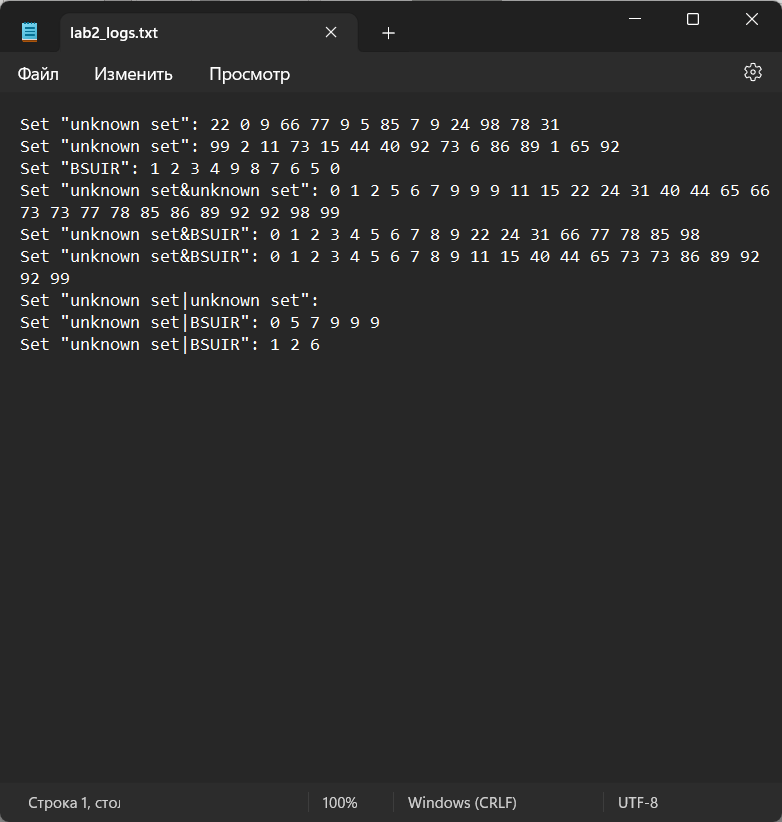 lab2_logs.txt
Файл Изменить Просмотр
Set "unknown set": 22 0 9 66 77 9 5 85 7 9 24 98 78 31
Set "unknown set": 99 2 11 73 15 44 40 92 73 6 86 89 1 65 92
Set "BSUIR": 1 2 3 4 9 8 7 6 5 0
Set "unknown set&unknown set": 0 1 2 5 6 7 9 9 9 11 15 22 24 31 40 44 65 66
73 73 77 78 85 86 89 92 92 98 99
Set "unknown set&BSUIR": 0 1 2 3 4 5 6 7 8 9 22 24 31 66 77 78 85 98
Set "unknown set&BSUIR": 0 1 2 3 4 5 6 7 8 9 11 15 40 44 65 73 73 86 89 92
92 99
Set "unknown set|unknown set":
Set "unknown set|BSUIR": 0 5 7 9 9 9
Set "unknown set|BSUIR": 1 2 6
Строка 1, стол 100% Windows (CRLF) UTF-8